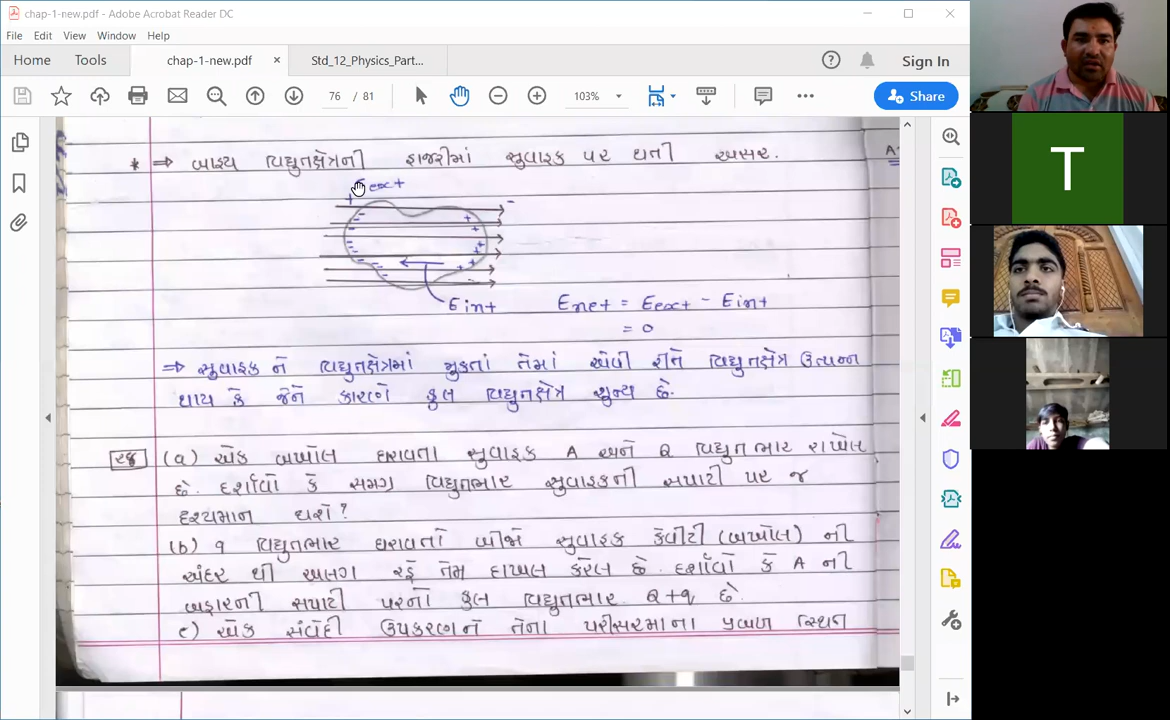 chap-1-new.pdf - Adobe Acrobat Reader DC
File Edit View Window Help
Home Tools chap-1-new.pdf × Std_12_Physics_Part... Sign In
76 / 81 103% Share
* ⇒ બાહ્ય વિદ્યુતક્ષેત્રની હાજરીમાં સુવાહક પર થતી અસર.
Eext
Eint
Enet = Eext - Eint
= 0
⇒ સુવાહક ને વિદ્યુતક્ષેત્રમાં મુકતાં તેમાં એવી રીતે વિદ્યુતક્ષેત્ર ઉત્પન્ન
થાય કે જેને કારણે કુલ વિદ્યુતક્ષેત્ર શુન્ય છે.
(a) એક બખોલ ધરાવતા સુવાહક A અને Q વિદ્યુતભાર રાખેલ
છે. દર્શાવો કે સમગ્ર વિદ્યુતભાર સુવાહકની સપાટી પર જ
દ્રશ્યમાન થશે?
(b) q વિદ્યુતભાર ધરાવતો બીજો સુવાહક કેવીટી (બખોલ) ની
અંદર થી અલગ રહે તેમ દાખલ કરેલ છે. દર્શાવો કે A ની
બહારની સપાટી પરનો કુલ વિદ્યુતભાર Q+q છે.
c) એક સંવેદી ઉપકરણને તેના પરીસરમાના પ્રબળ સ્થિત
T